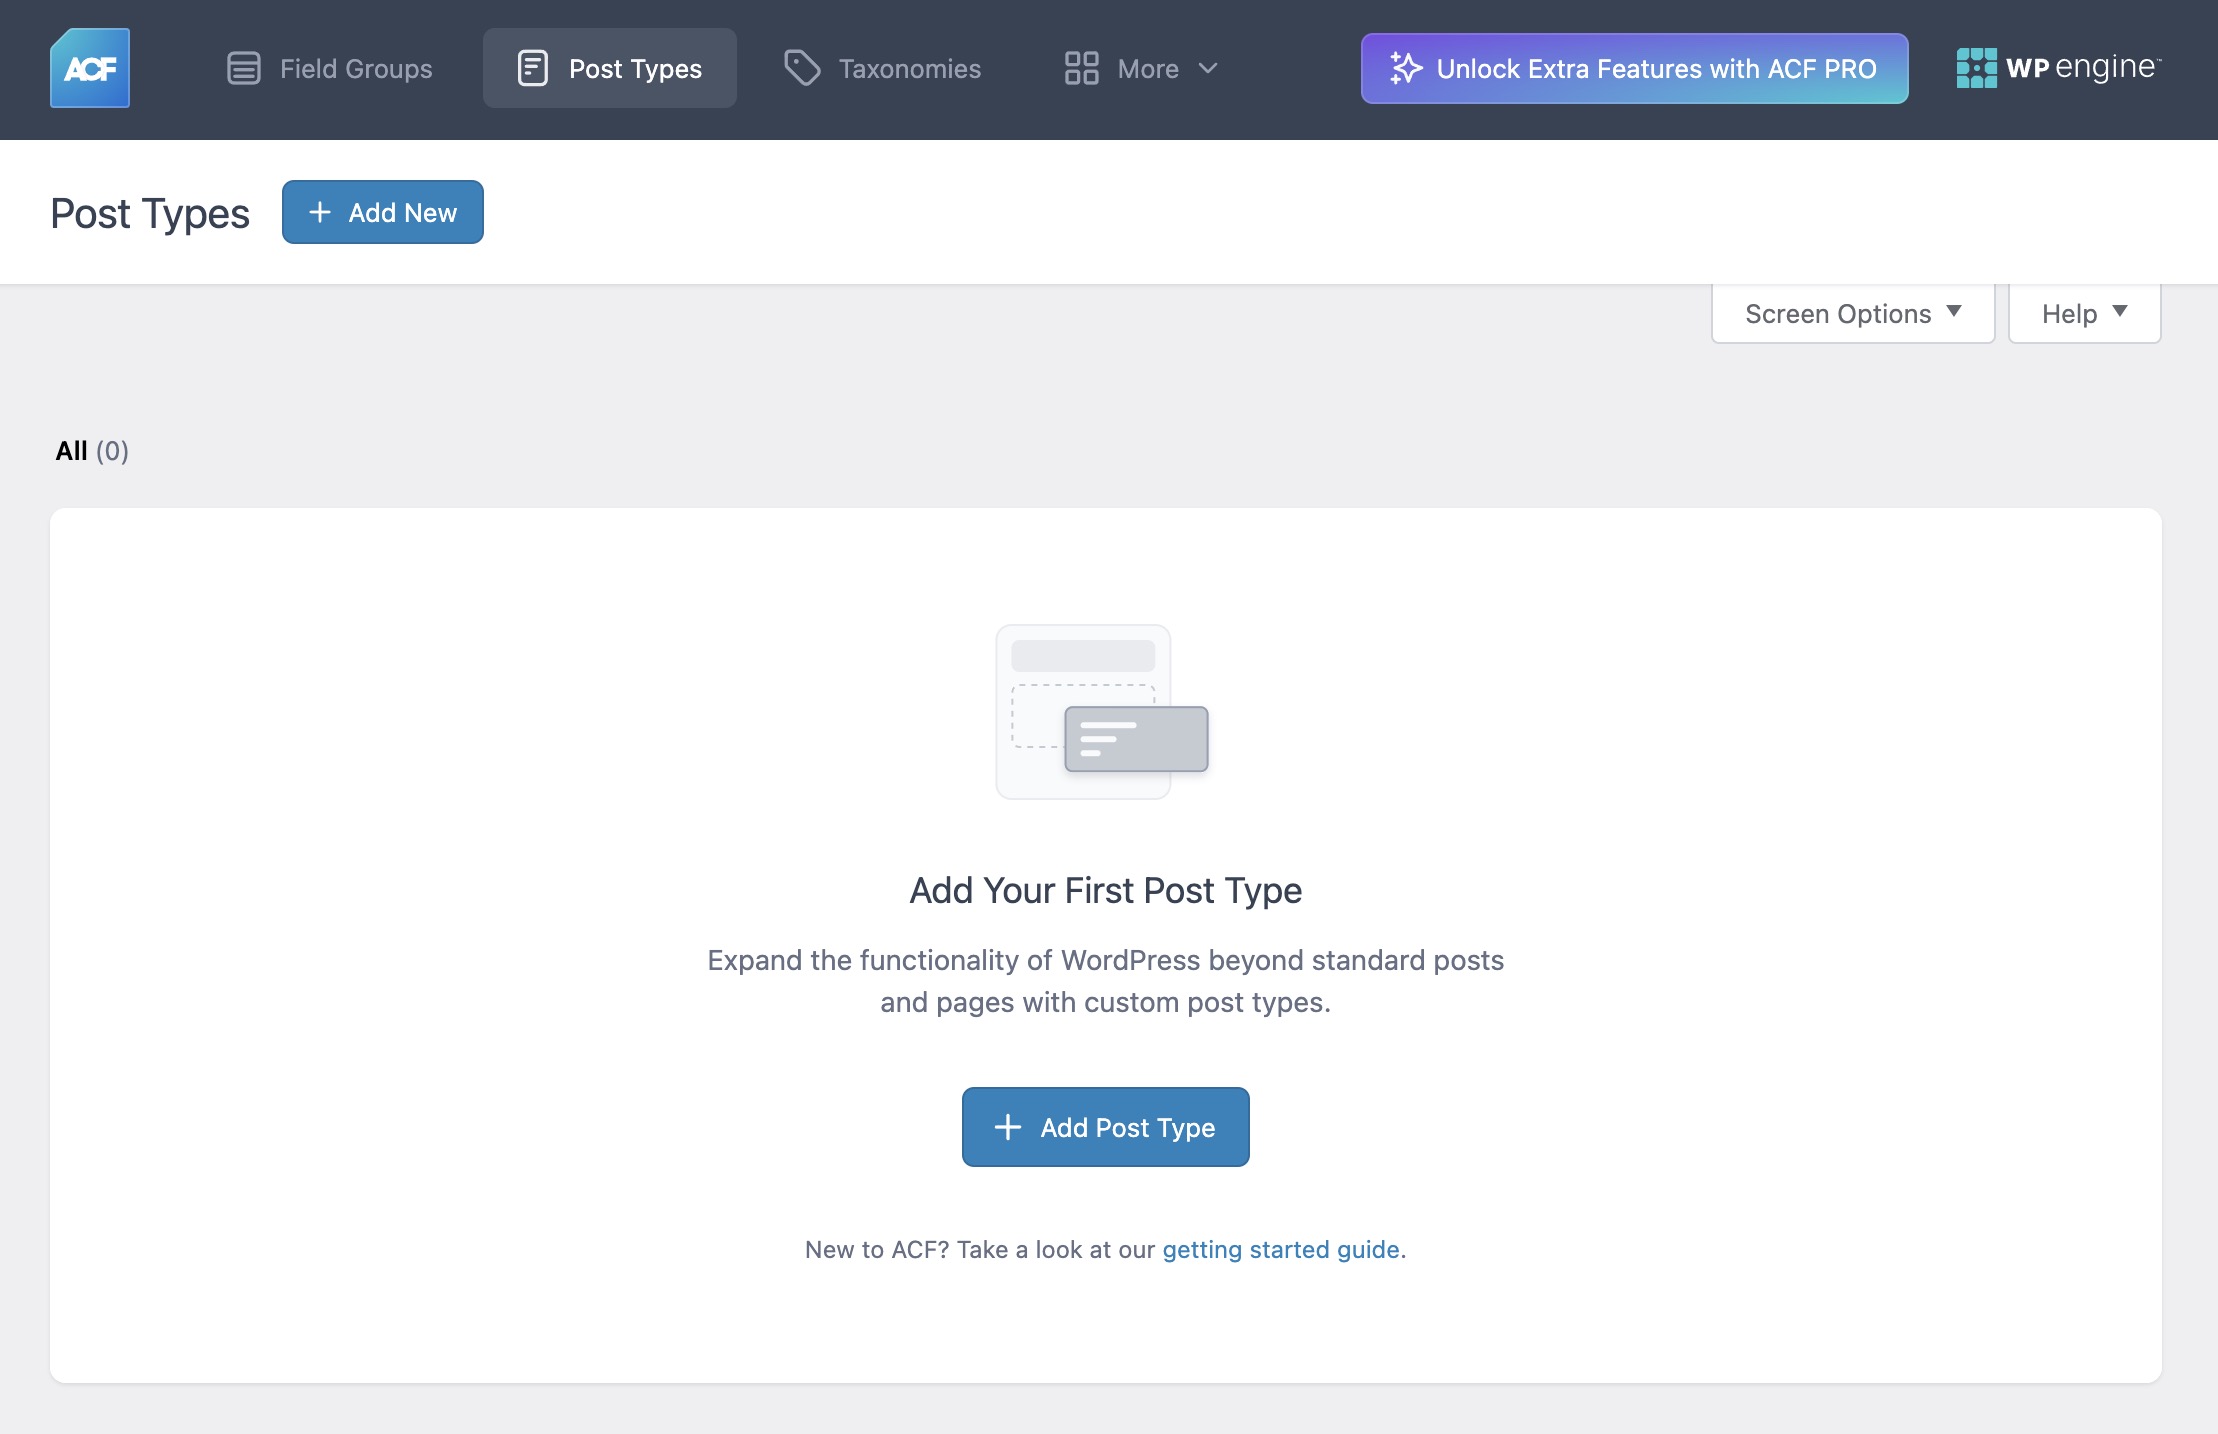 ACF
Field Groups
Post Types
Taxonomies
More
Unlock Extra Features with ACF PRO
WP engine™
Post Types
Add New
Screen Options
Help
All (0)
Add Your First Post Type
Expand the functionality of WordPress beyond standard posts
and pages with custom post types.
Add Post Type
New to ACF? Take a look at our getting started guide.